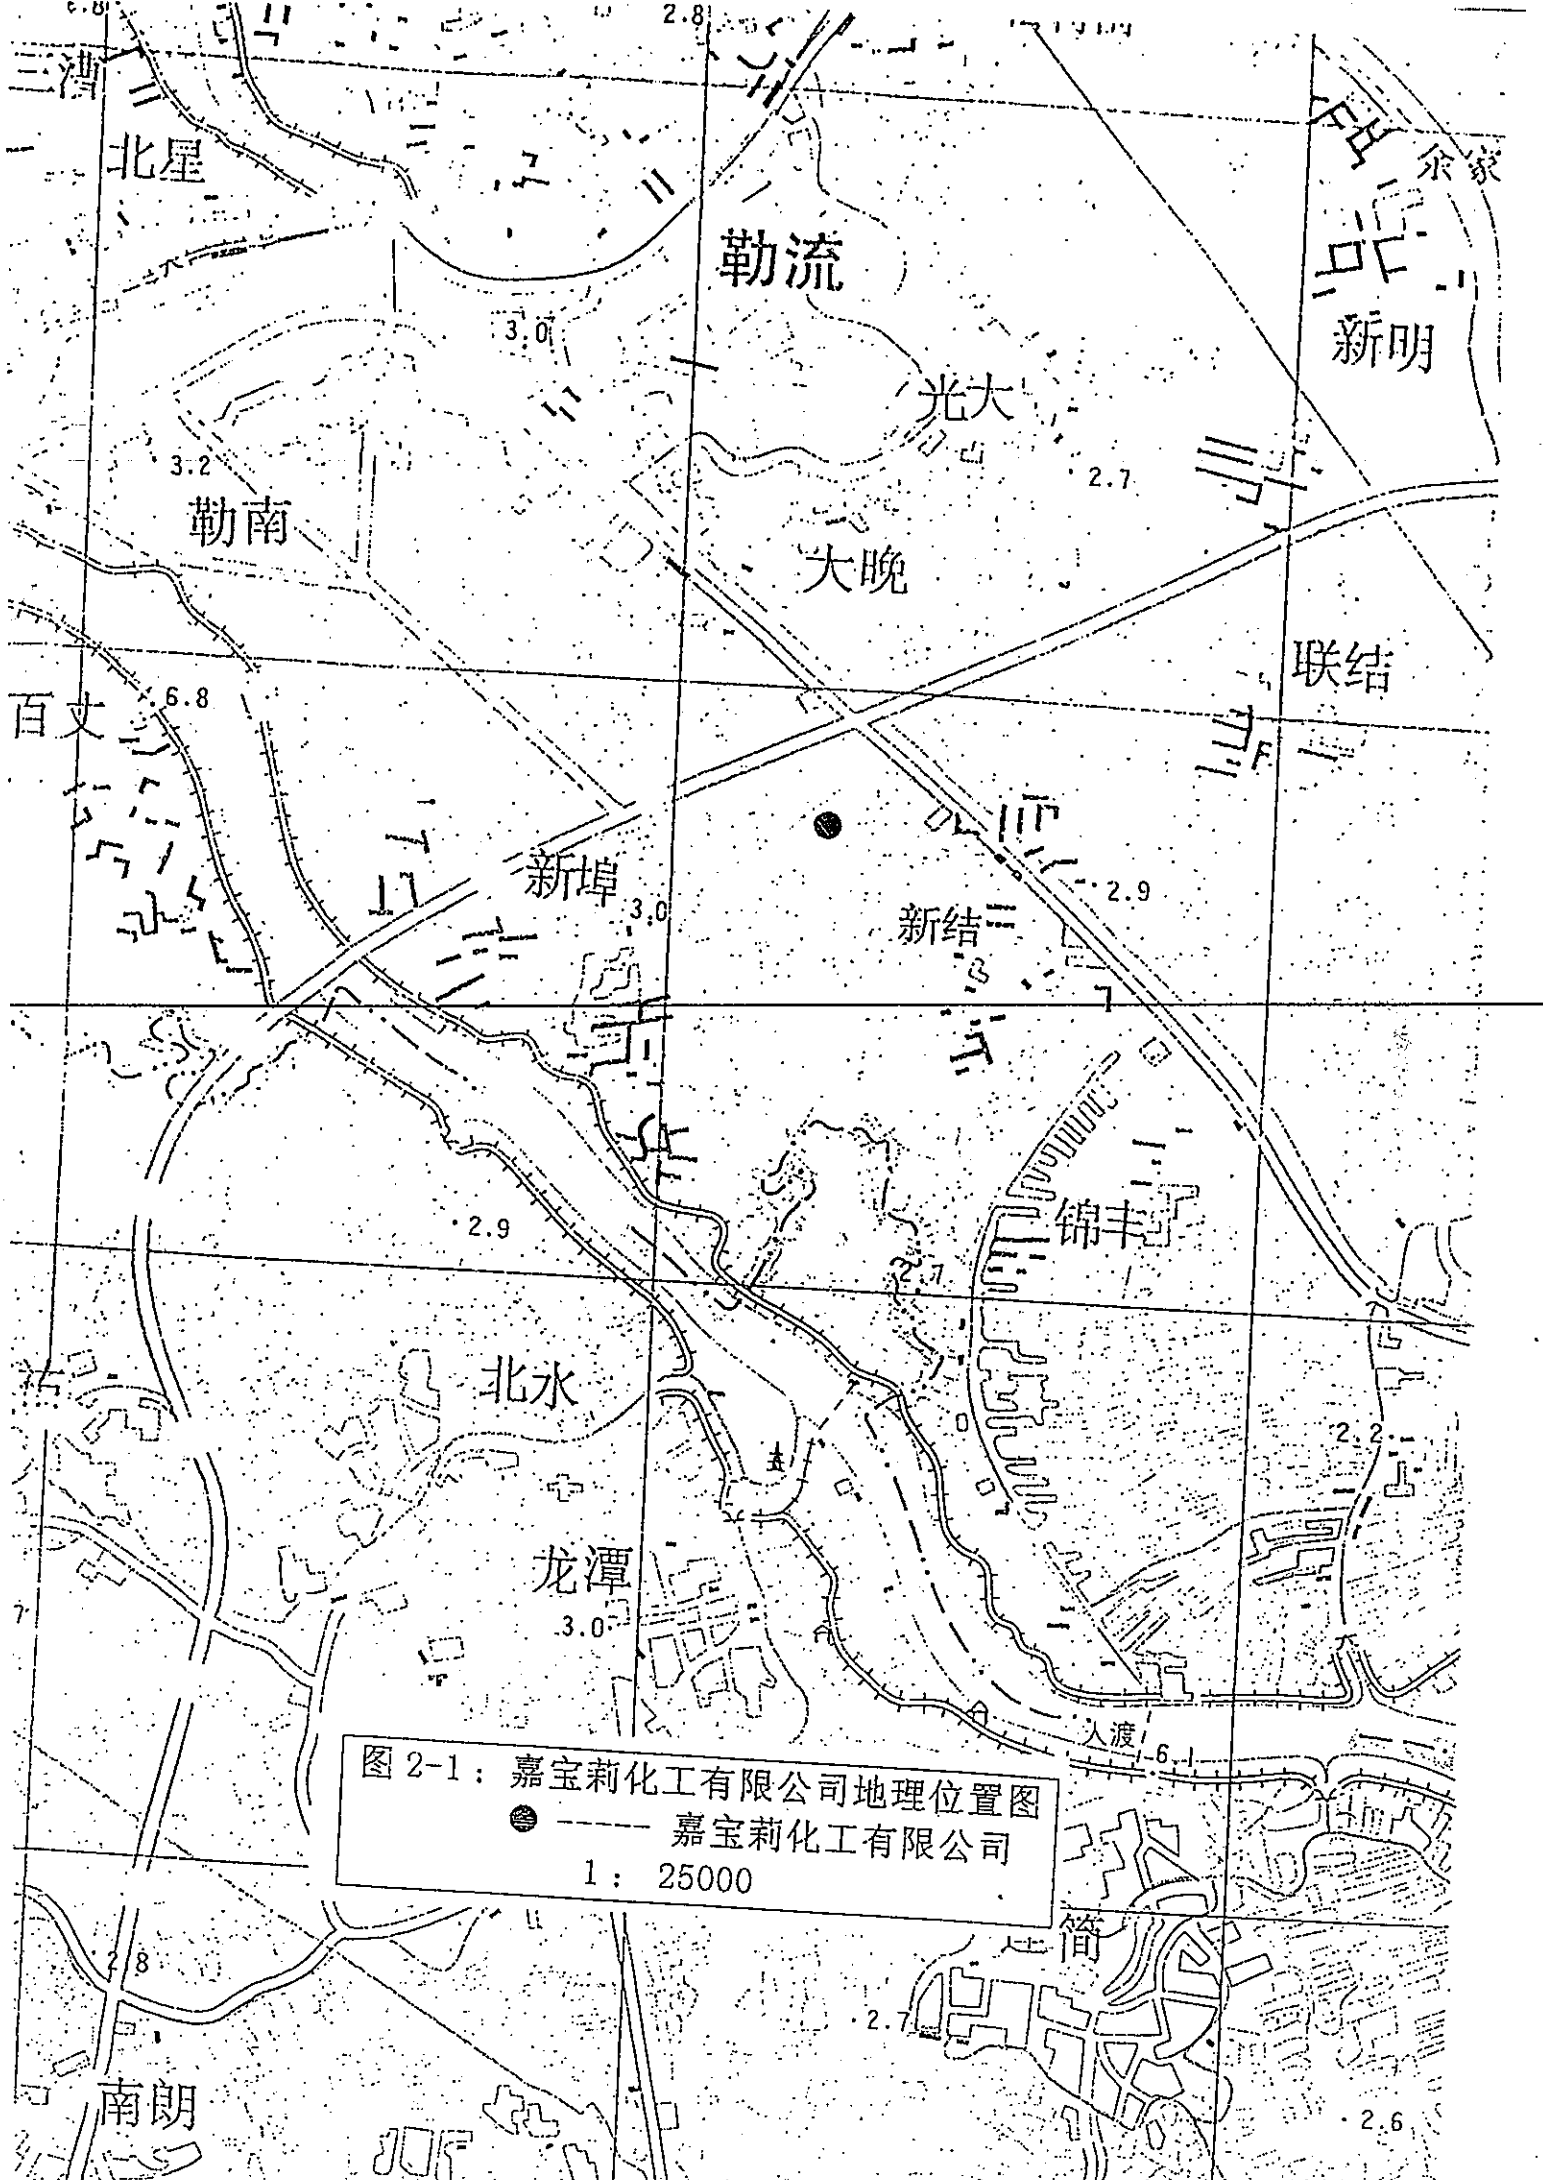 2.8
三漕
北星
余家
勒流
3.0
新明
光大
3.2
2.7
勒南
大晚
联结
百丈
6.8
新埠
2.9
3.0
新结
2.9
锦丰
2.7
北水
2.2
龙潭
3.0
人渡
6.1
图 2-1：嘉宝莉化工有限公司地理位置图
----- 嘉宝莉化工有限公司
1： 25000
简
2.8
2.7
南朗
2.6